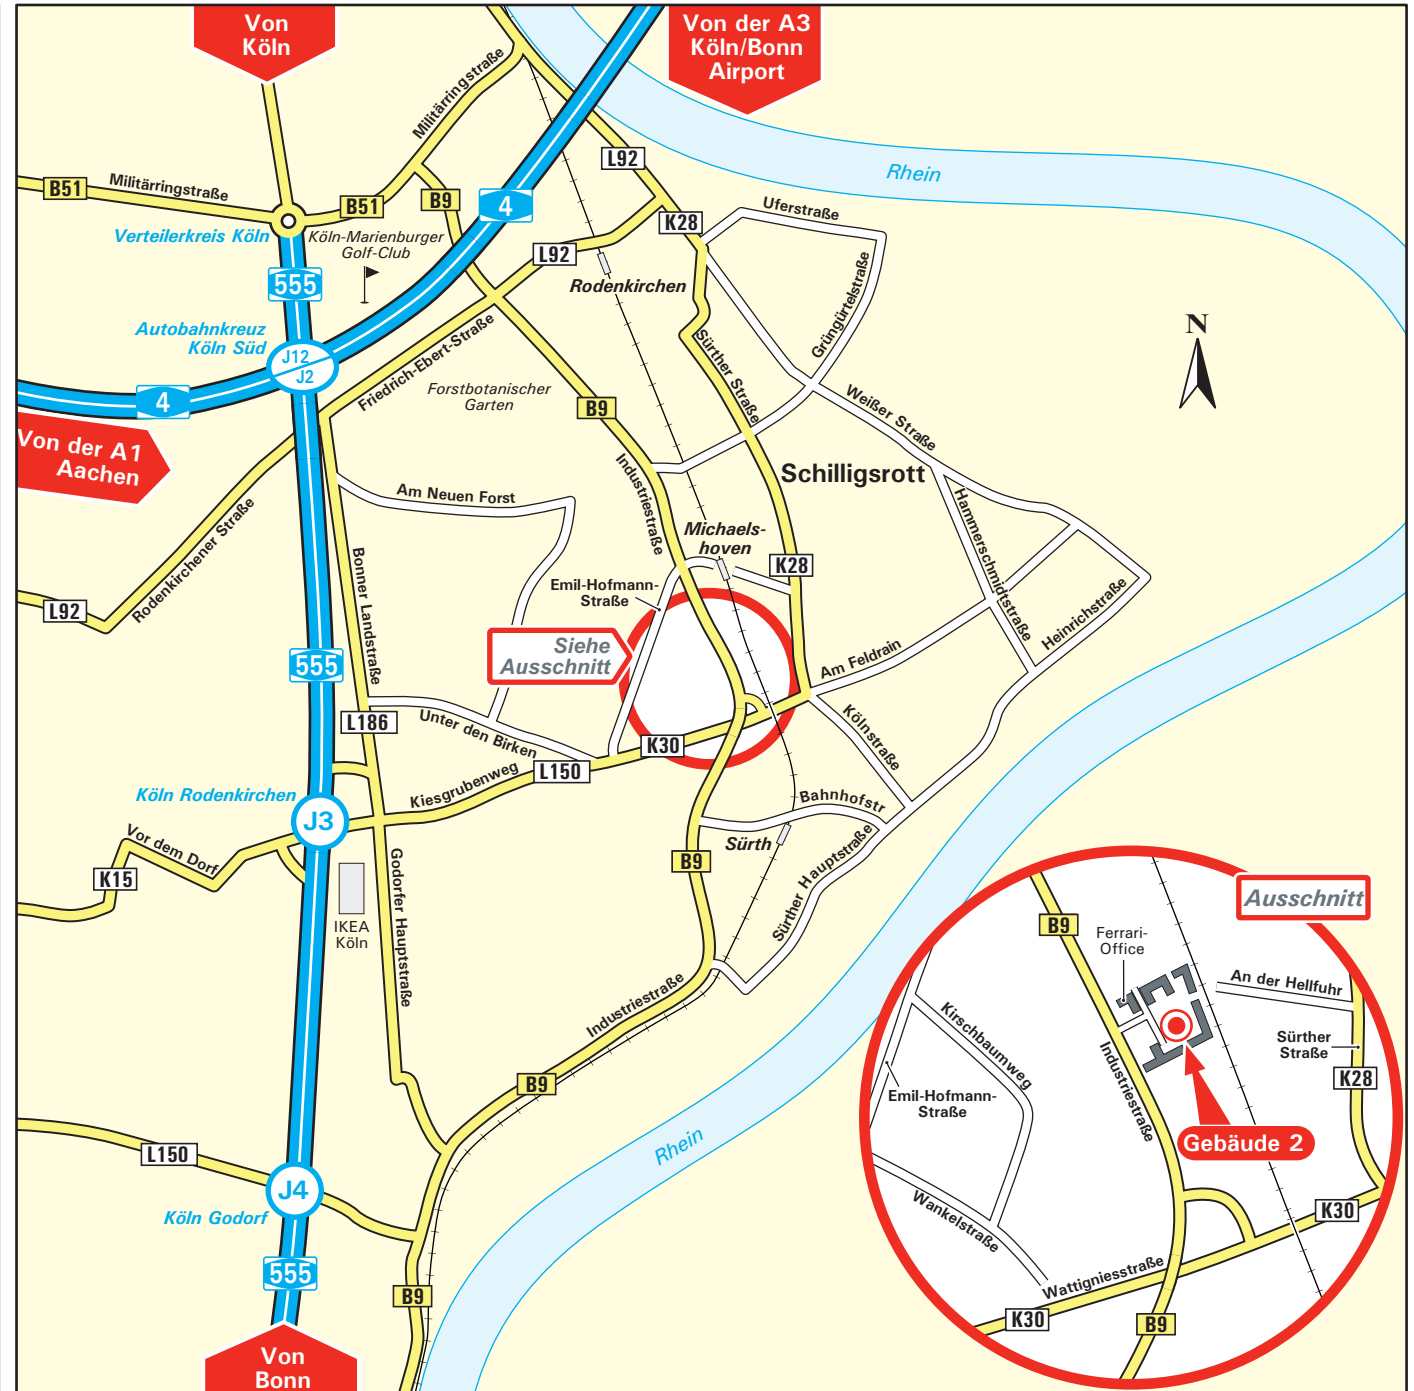 Von
Köln
Von der A3
Köln/Bonn
Airport
Militärringstraße
L92
Rhein
B51
Militärringstraße
B51
B9
4
Uferstraße
K28
Verteilerkreis Köln
Köln-Marienburger
Golf-Club
L92
555
Rodenkirchen
Grüngürtelstraße
N
Autobahnkreuz
Köln Süd
J12
J2
Friedrich-Ebert-Straße
Sürther Straße
4
Forstbotanischer
Garten
B9
Weißer Straße
Von der A1
Aachen
Schilligsrott
Industriestraße
Am Neuen Forst
Hammerschmidtstraße
Rodenkirchener Straße
Michaels-
hoven
Bonner Landstraße
K28
Emil-Hofmann-
Straße
L92
Heinrichstraße
Siehe
Ausschnitt
Am Feldrain
555
L186
Unter den Birken
K30
Kölnstraße
Kiesgrubenweg
L150
Köln Rodenkirchen
J3
Bahnhofstr
Vor dem Dorf
Sürth
Sürther Hauptstraße
B9
K15
Godorfer Hauptstraße
IKEA
Köln
Industriestraße
B9
L150
Rhein
J4
Köln Godorf
555
B9
Von
Bonn
Ausschnitt
B9
Ferrari-
Office
An der Hellfuhr
Kirschbaumweg
Sürther
Straße
Industriestraße
K28
Emil-Hofmann-
Straße
Gebäude 2
Wankelstraße
K30
Wattigniesstraße
K30
B9